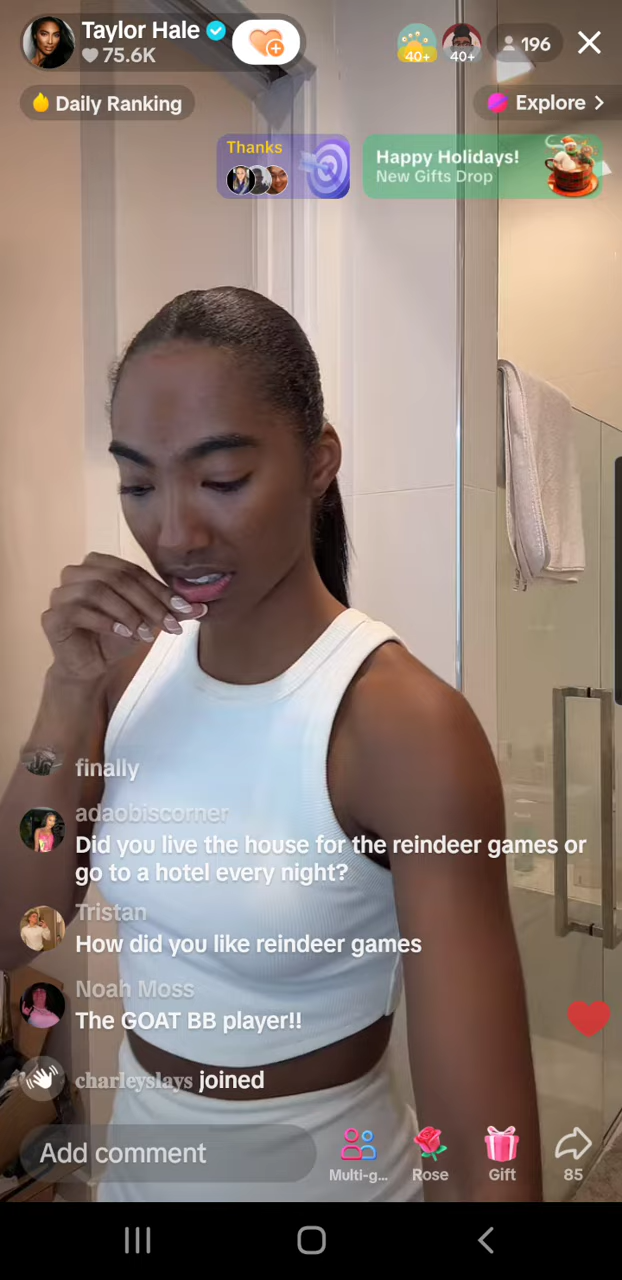 Taylor Hale
75.6K
40+
40+
196
Daily Ranking
Explore
Thanks
Happy Holidays!
New Gifts Drop
finally
adaobiscorner
Did you live the house for the reindeer games or
go to a hotel every night?
Tristan
How did you like reindeer games
Noah Moss
The GOAT BB player!!
charleyslays joined
Add comment
Multi-g...
Rose
Gift
85